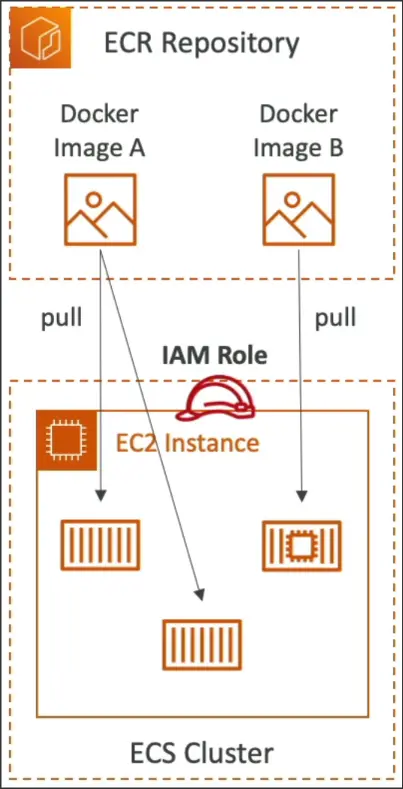 ECR Repository
Docker
Image A
Docker
Image B
pull
pull
IAM Role
EC2 Instance
ECS Cluster